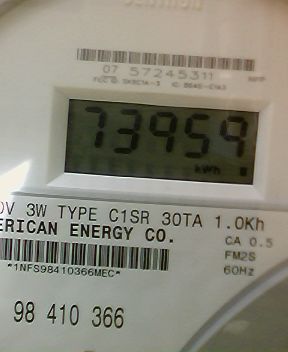 07 57245311
73959
kWh
0V 3W TYPE C1SR 30TA 1.0Kh
ERICAN ENERGY CO.
CA 0.5
FM2S
60Hz
*1NFS98410366MEC*
98 410 366